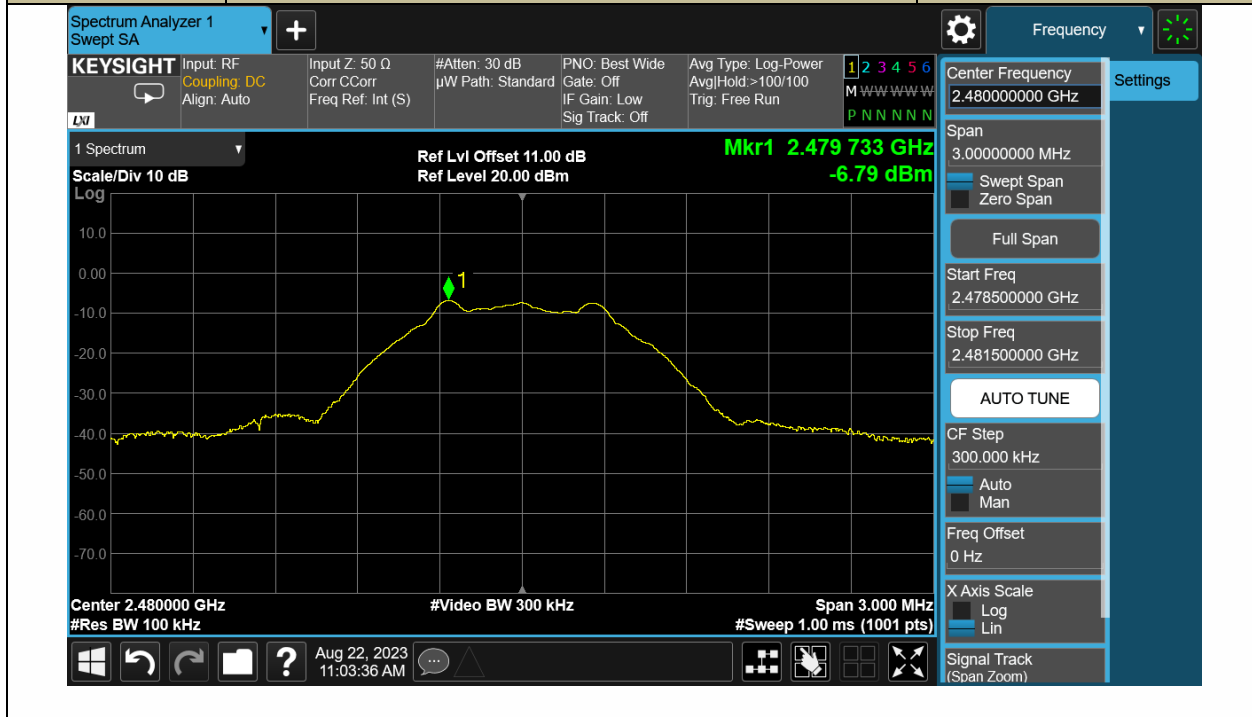 Spectrum Analyzer 1
Swept SA
+
Frequency
KEYSIGHT
LXI
Input: RF
Coupling: DC
Align: Auto
Input Z: 50 Ω
Corr CCorr
Freq Ref: Int (S)
#Atten: 30 dB
µW Path: Standard
PNO: Best Wide
Gate: Off
IF Gain: Low
Sig Track: Off
Avg Type: Log-Power
Avg|Hold:>100/100
Trig: Free Run
1 2 3 4 5 6
M W W W W W
P N N N N N
1 Spectrum
Scale/Div 10 dB
Log
Ref Lvl Offset 11.00 dB
Ref Level 20.00 dBm
Mkr1 2.479 733 GHz
-6.79 dBm
10.0
0.00
-10.0
-20.0
-30.0
-40.0
-50.0
-60.0
-70.0
1
Center 2.480000 GHz
#Res BW 100 kHz
#Video BW 300 kHz
Span 3.000 MHz
#Sweep 1.00 ms (1001 pts)
?
Aug 22, 2023
11:03:36 AM
Center Frequency
2.480000000 GHz
Span
3.00000000 MHz
Swept Span
Zero Span
Full Span
Start Freq
2.478500000 GHz
Stop Freq
2.481500000 GHz
AUTO TUNE
CF Step
300.000 kHz
Auto
Man
Freq Offset
0 Hz
X Axis Scale
Log
Lin
Signal Track
(Span Zoom)
Settings